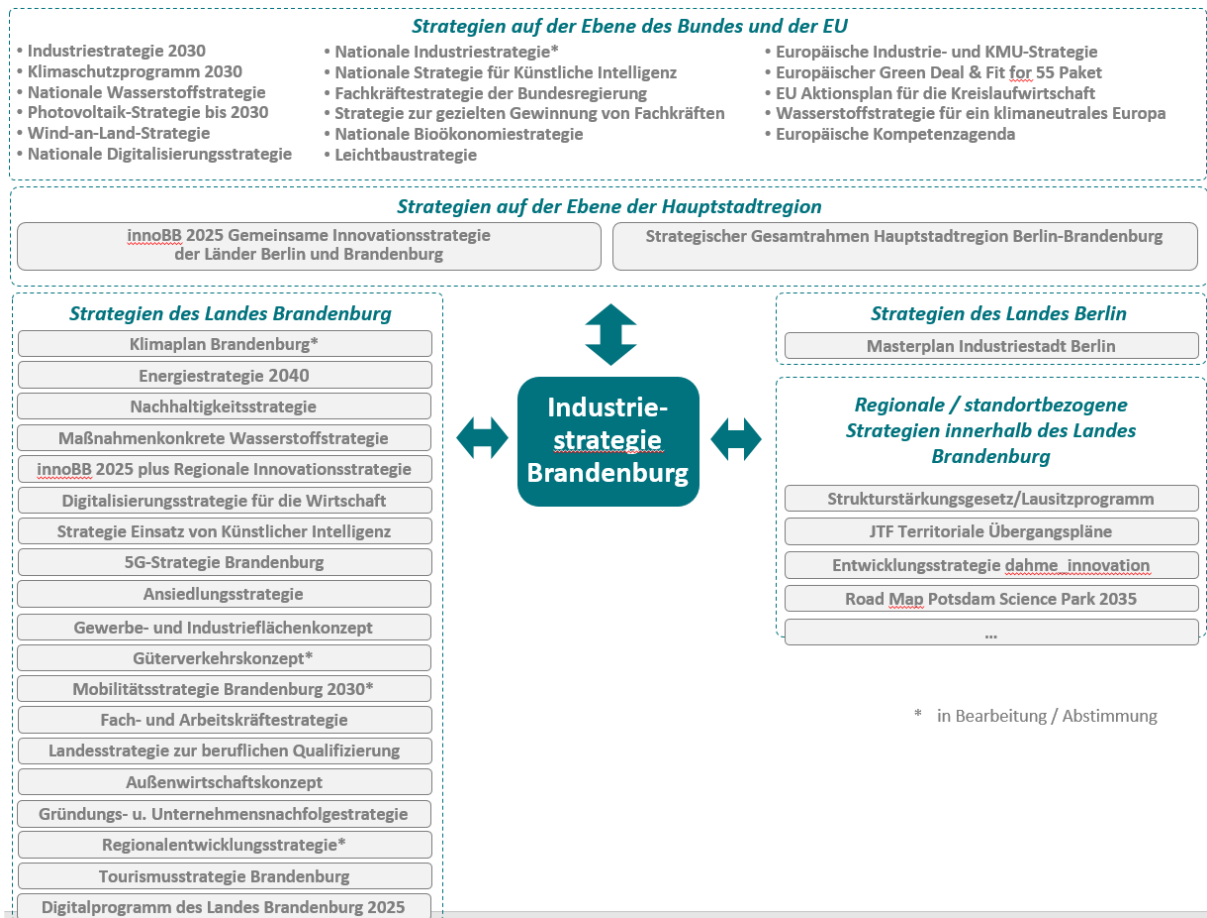 Strategien auf der Ebene des Bundes und der EU
• Industriestrategie 2030
• Klimaschutzprogramm 2030
• Nationale Wasserstoffstrategie
• Photovoltaik-Strategie bis 2030
• Wind-an-Land-Strategie
• Nationale Digitalisierungsstrategie
• Nationale Industriestrategie*
• Nationale Strategie für Künstliche Intelligenz
• Fachkräftestrategie der Bundesregierung
• Strategie zur gezielten Gewinnung von Fachkräften
• Nationale Bioökonomiestrategie
• Leichtbaustrategie
• Europäische Industrie- und KMU-Strategie
• Europäischer Green Deal & Fit for 55 Paket
• EU Aktionsplan für die Kreislaufwirtschaft
• Wasserstoffstrategie für ein klimaneutrales Europa
• Europäische Kompetenzagenda
Strategien auf der Ebene der Hauptstadtregion
innoBB 2025 Gemeinsame Innovationsstrategie
der Länder Berlin und Brandenburg
Strategischer Gesamtrahmen Hauptstadtregion Berlin-Brandenburg
Strategien des Landes Brandenburg
Klimaplan Brandenburg*
Energiestrategie 2040
Nachhaltigkeitsstrategie
Maßnahmenkonkrete Wasserstoffstrategie
innoBB 2025 plus Regionale Innovationsstrategie
Digitalisierungsstrategie für die Wirtschaft
Strategie Einsatz von Künstlicher Intelligenz
5G-Strategie Brandenburg
Ansiedlungsstrategie
Gewerbe- und Industrieflächenkonzept
Güterverkehrskonzept*
Mobilitätsstrategie Brandenburg 2030*
Fach- und Arbeitskräftestrategie
Landesstrategie zur beruflichen Qualifizierung
Außenwirtschaftskonzept
Gründungs- u. Unternehmensnachfolgestrategie
Regionalentwicklungsstrategie*
Tourismusstrategie Brandenburg
Digitalprogramm des Landes Brandenburg 2025
Industrie-
strategie
Brandenburg
Strategien des Landes Berlin
Masterplan Industriestadt Berlin
Regionale / standortbezogene
Strategien innerhalb des Landes
Brandenburg
Strukturstärkungsgesetz/Lausitzprogramm
JTF Territoriale Übergangspläne
Entwicklungsstrategie dahme_innovation
Road Map Potsdam Science Park 2035
...
* in Bearbeitung / Abstimmung